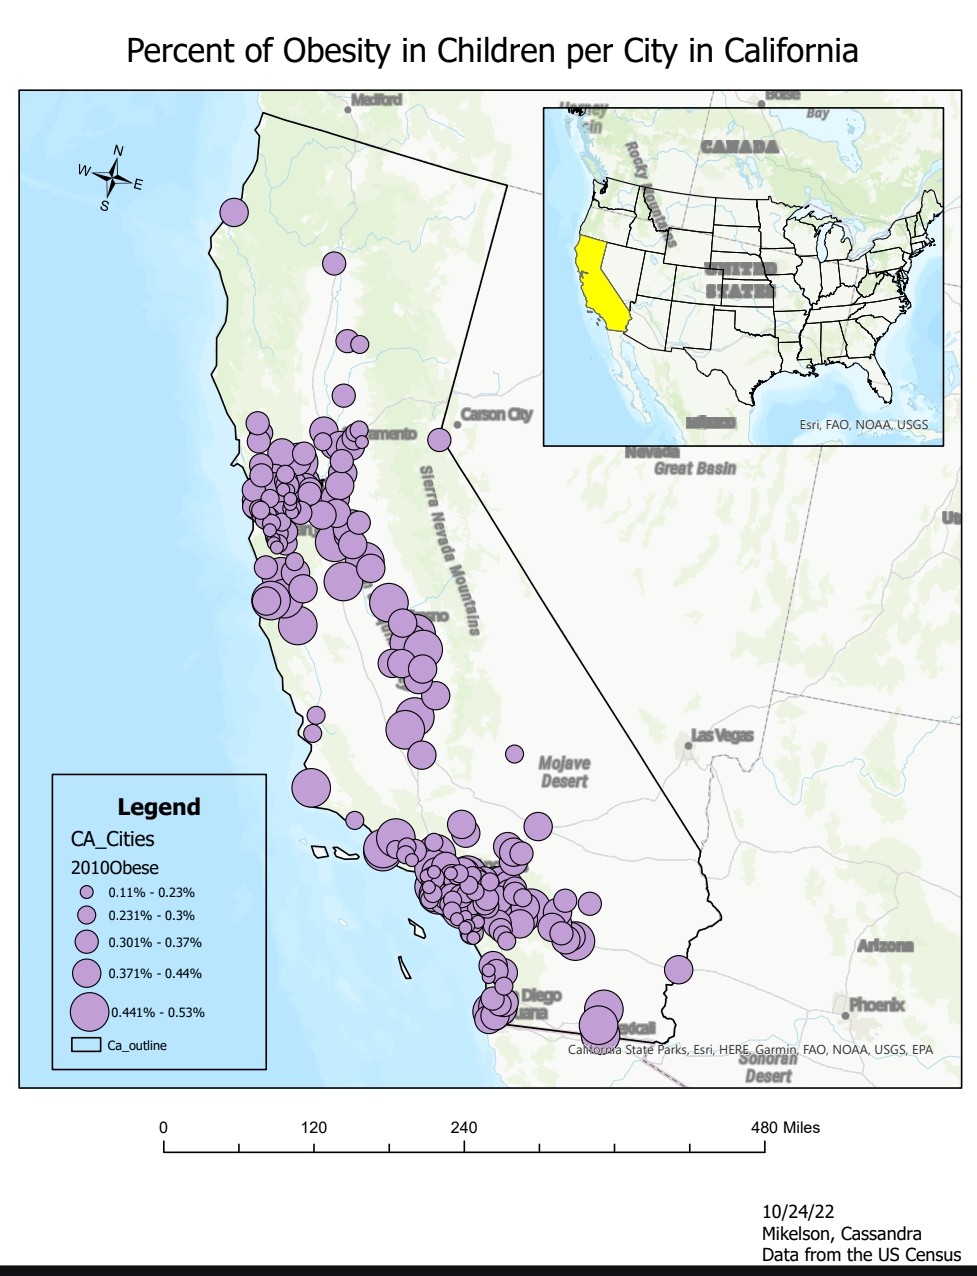 Percent of Obesity in Children per City in California
Medford
Boise
Bay
CANADA
Rocky Mountains
UNITED
STATES
México
Esri, FAO, NOAA, USGS
N
W
E
S
Carson City
amento
Nevada
Great Basin
Sierra Nevada Mountains
Las Vegas
Mojave
Desert
Arizona
Phoenix
Diego
uana
exicali
California State Parks, Esri, HERE, Garmin, FAO, NOAA, USGS, EPA
Sonoran
Desert
Legend
CA_Cities
2010Obese
0.11% - 0.23%
0.231% - 0.3%
0.301% - 0.37%
0.371% - 0.44%
0.441% - 0.53%
Ca_outline
0 120 240 480 Miles
10/24/22
Mikelson, Cassandra
Data from the US Census